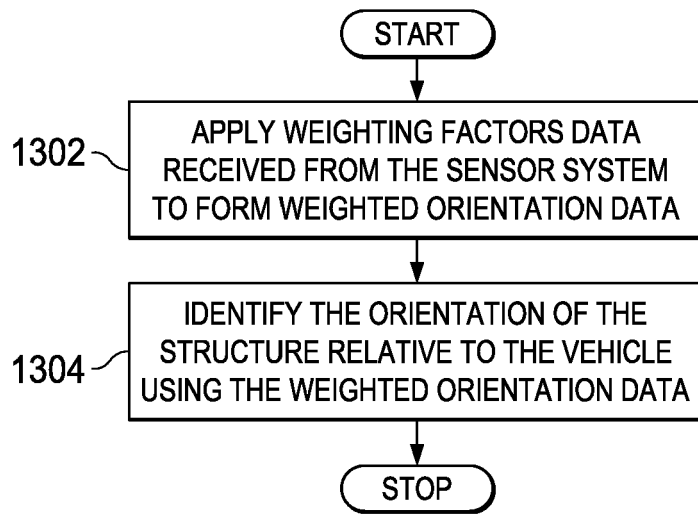 START
1302
APPLY WEIGHTING FACTORS DATA
RECEIVED FROM THE SENSOR SYSTEM
TO FORM WEIGHTED ORIENTATION DATA
1304
IDENTIFY THE ORIENTATION OF THE
STRUCTURE RELATIVE TO THE VEHICLE
USING THE WEIGHTED ORIENTATION DATA
STOP